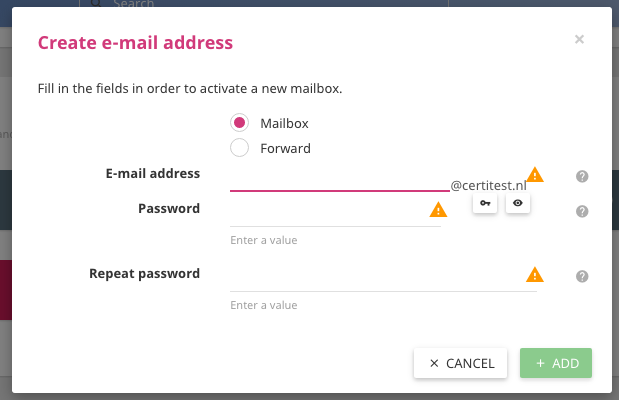 Search
Create e-mail address
Fill in the fields in order to activate a new mailbox.
Mailbox
Forward
E-mail address
@certitest.nl
Password
Enter a value
Repeat password
Enter a value
CANCEL
ADD